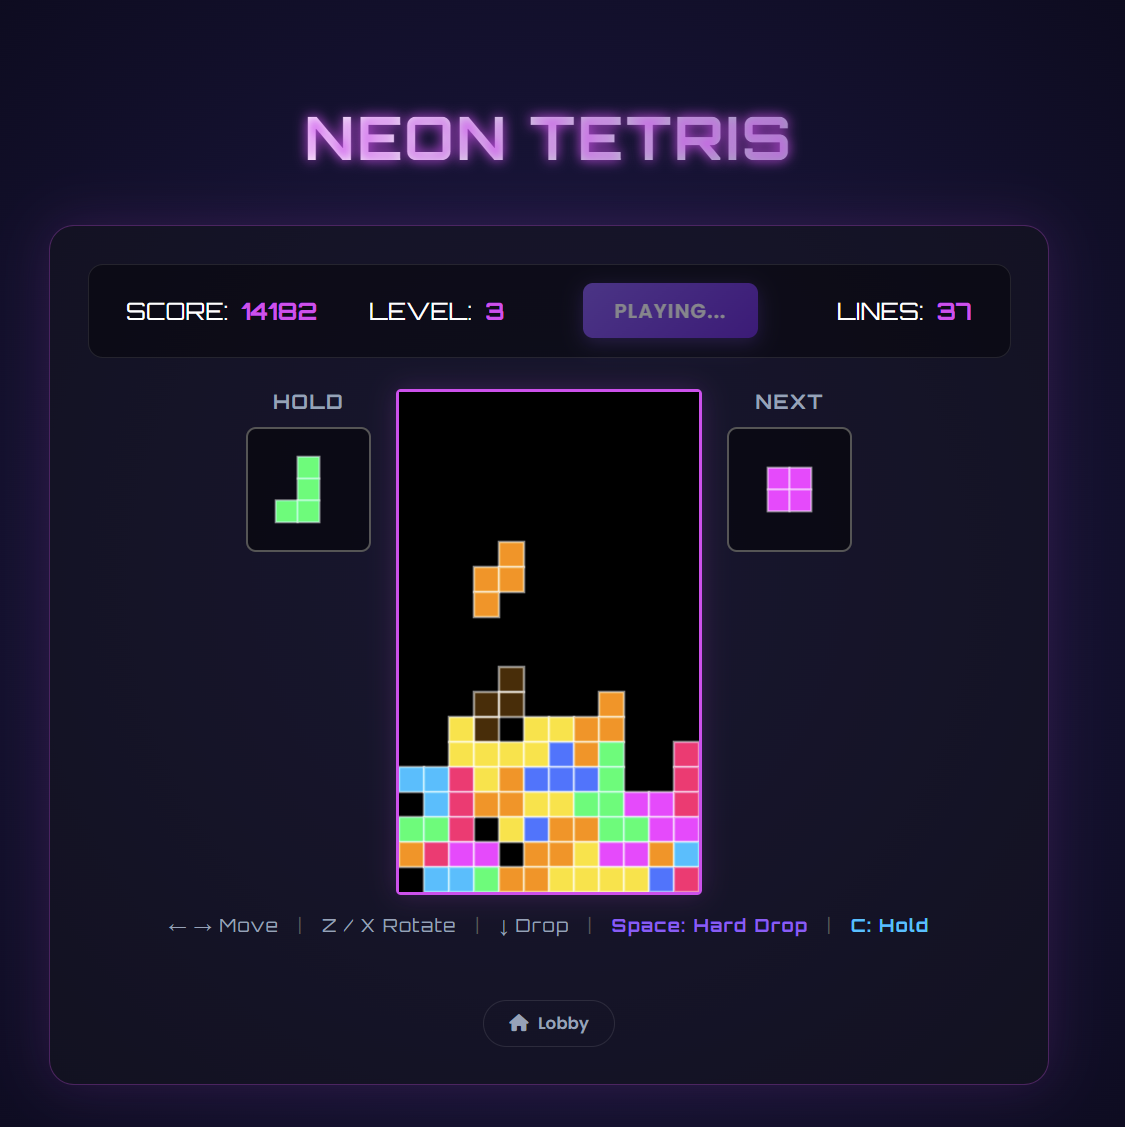 NEON TETRIS
SCORE: 14182 LEVEL: 3 PLAYING... LINES: 37
HOLD
NEXT
← → Move | Z / X Rotate | ↓ Drop | Space: Hard Drop | C: Hold
Lobby